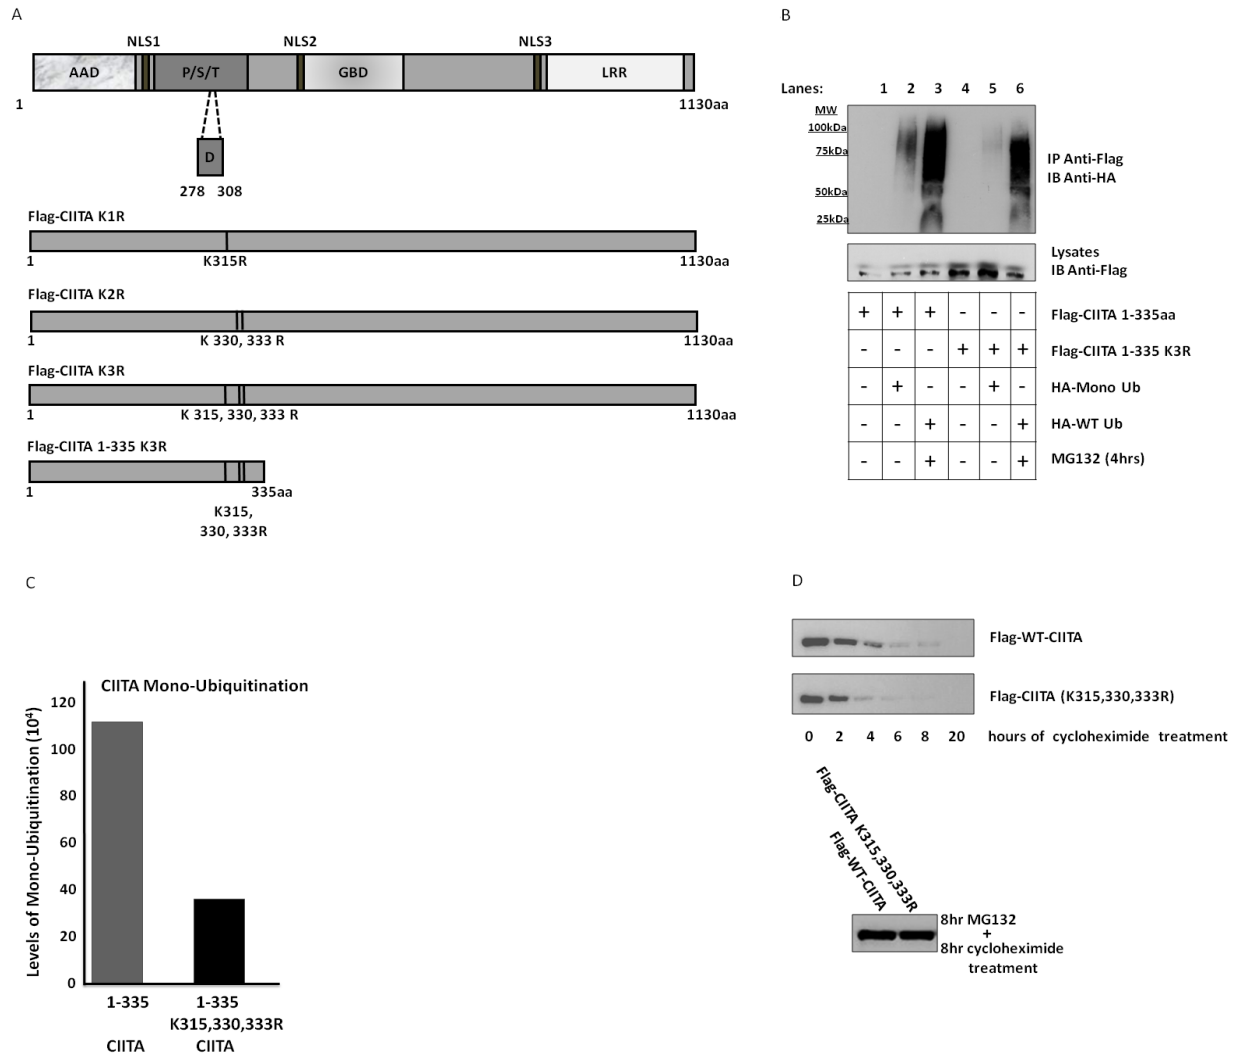 A
NLS1 NLS2 NLS3
AAD P/S/T GBD LRR
1 1130aa
D
278 308
Flag-CIITA K1R
K315R
1 1130aa
Flag-CIITA K2R
1 K 330, 333 R 1130aa
Flag-CIITA K3R
1 K 315, 330, 333 R 1130aa
Flag-CIITA 1-335 K3R
1 335aa
K315,
330, 333R
B
Lanes: 1 2 3 4 5 6
MW
100kDa
75kDa
50kDa
25kDa
IP Anti-Flag
IB Anti-HA
Lysates
IB Anti-Flag
+ + + - - - Flag-CIITA 1-335aa
- - - + + + Flag-CIITA 1-335 K3R
- + - - + - HA-Mono Ub
- - + - - + HA-WT Ub
- - + - - + MG132 (4hrs)
C
CIITA Mono-Ubiquitination
Levels of Mono-Ubiquitination (10⁴)
120
100
80
60
40
20
0
1-335 1-335
K315,330,333R
CIITA CIITA
D
Flag-WT-CIITA
Flag-CIITA (K315,330,333R)
0 2 4 6 8 20 hours of cycloheximide treatment
Flag-CIITA K315,330,333R
Flag-WT-CIITA
8hr MG132
+
8hr cycloheximide
treatment